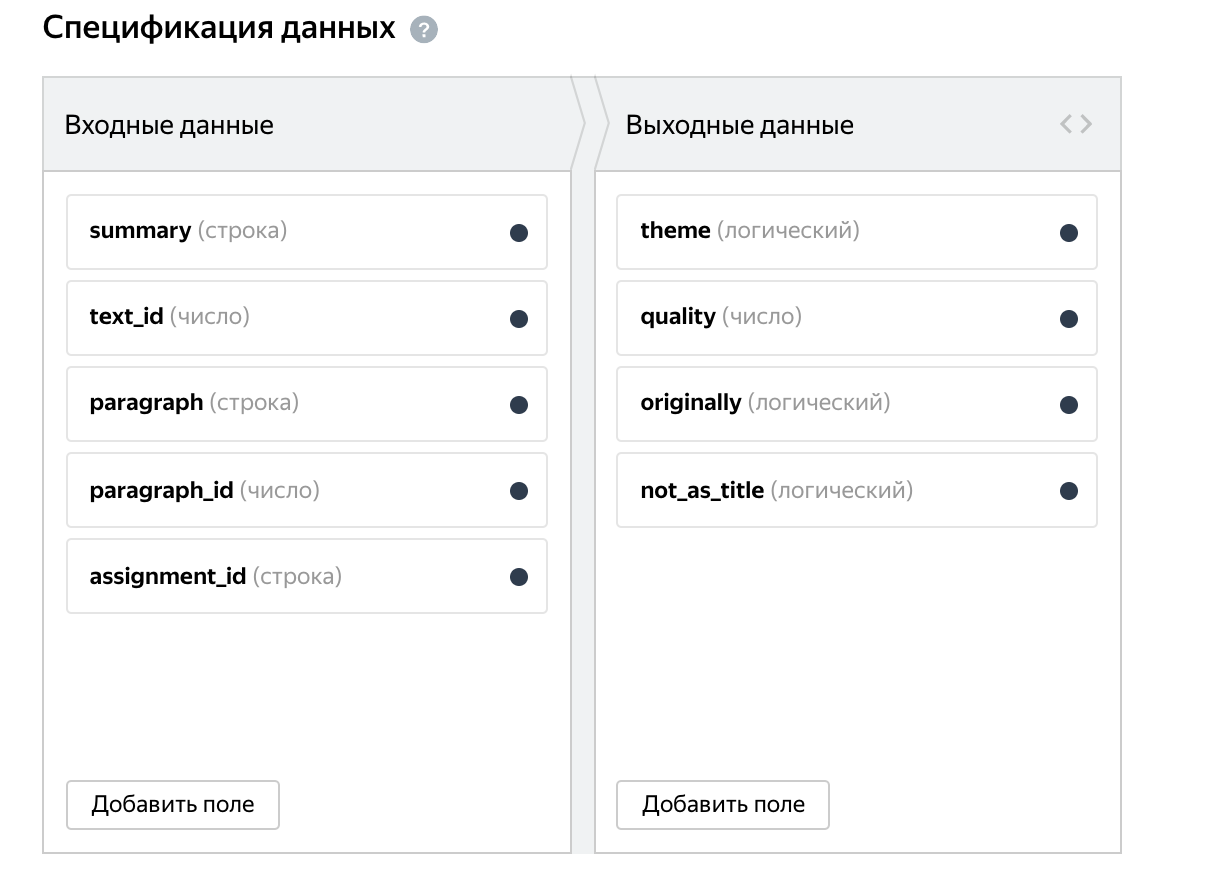 Спецификация данных ?
Входные данные
Выходные данные
summary (строка)
text_id (число)
paragraph (строка)
paragraph_id (число)
assignment_id (строка)
Добавить поле
theme (логический)
quality (число)
originally (логический)
not_as_title (логический)
Добавить поле